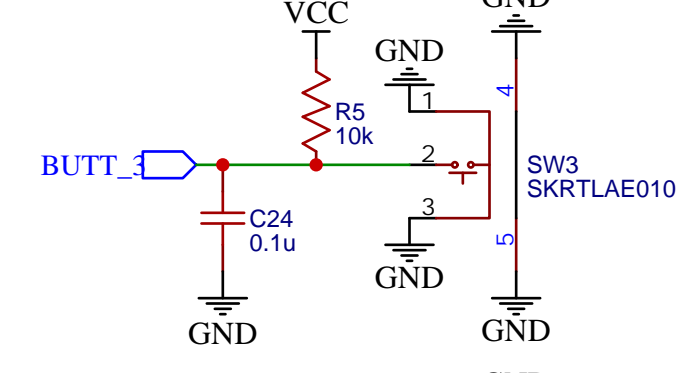 GND
VCC
GND
4
1
R5
10k
BUTT_3
2
SW3
SKRTLAE010
3
C24
0.1u
5
GND
GND
GND